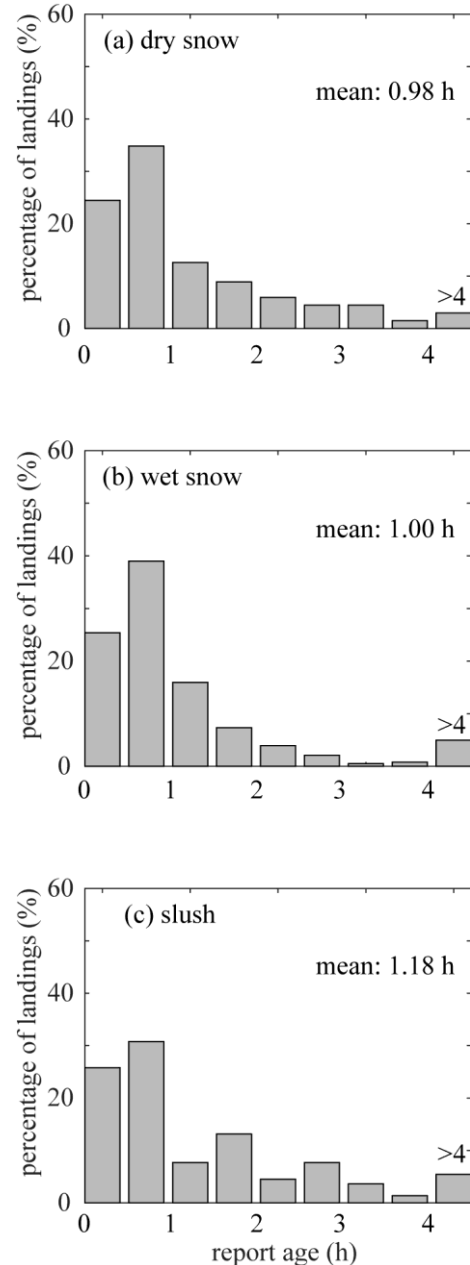 60
(a) dry snow
mean: 0.98 h
40
20
>4
0
0 1 2 3 4
percentage of landings (%)
60
(b) wet snow
mean: 1.00 h
40
20
>4
0
0 1 2 3 4
percentage of landings (%)
60
(c) slush
mean: 1.18 h
40
20
>4
0
0 1 2 3 4
percentage of landings (%)
report age (h)